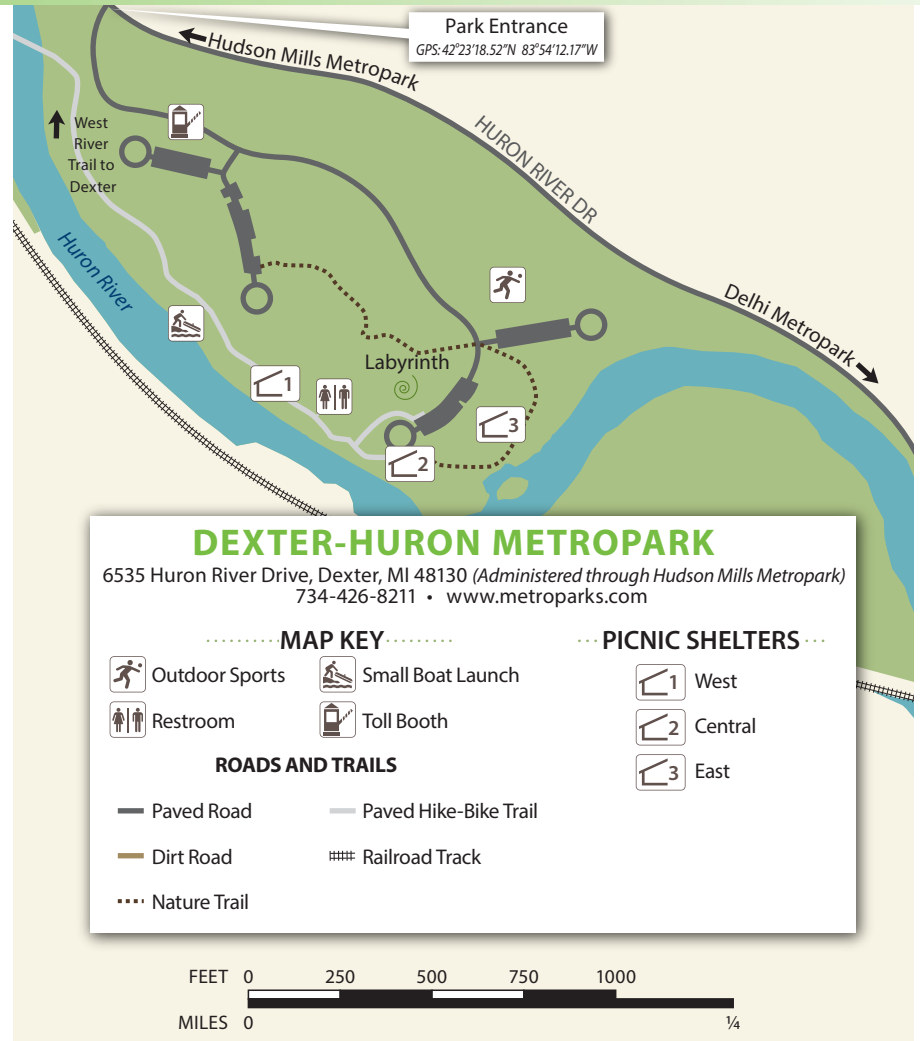 Park Entrance
GPS: 42°23'18.52"N 83°54'12.17"W
Hudson Mills Metropark
HURON RIVER DR
Delhi Metropark
West
River
Trail to
Dexter
Huron River
Labyrinth
1
2
3
DEXTER-HURON METROPARK
6535 Huron River Drive, Dexter, MI 48130 (Administered through Hudson Mills Metropark)
734-426-8211 • www.metroparks.com
MAP KEY
Outdoor Sports
Small Boat Launch
Restroom
Toll Booth
PICNIC SHELTERS
1 West
2 Central
3 East
ROADS AND TRAILS
Paved Road
Paved Hike-Bike Trail
Dirt Road
Railroad Track
Nature Trail
FEET 0 250 500 750 1000
MILES 0 ¼